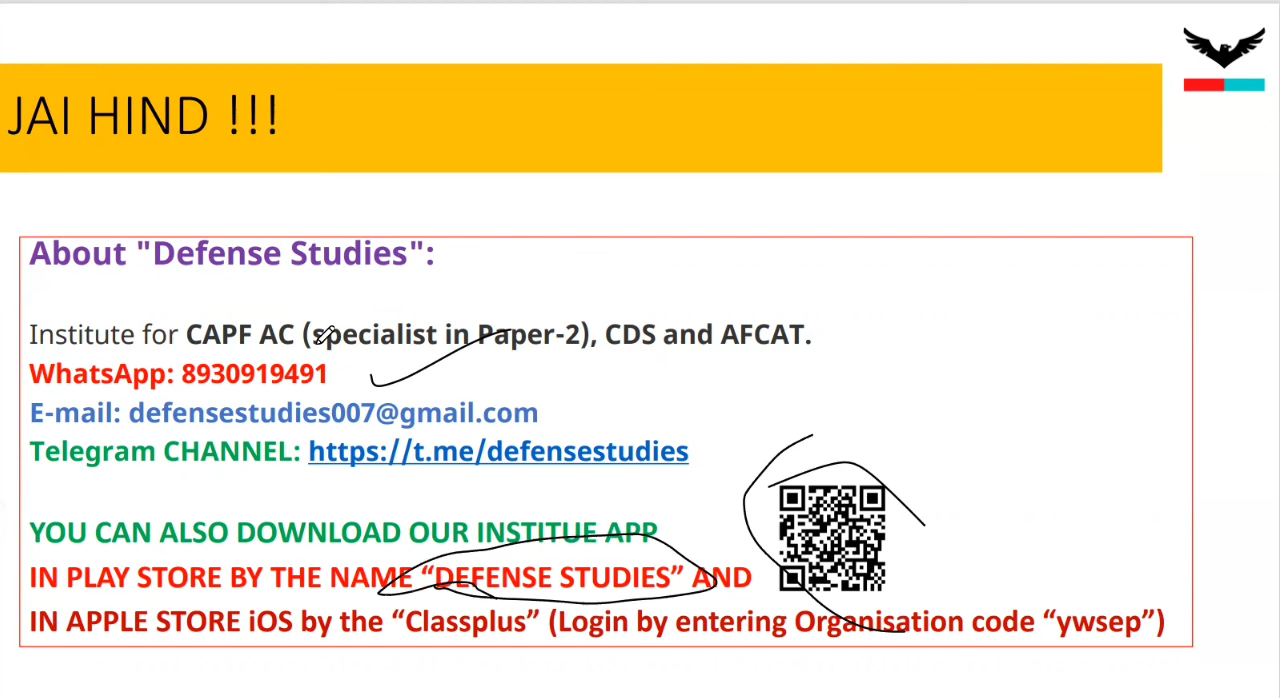 JAI HIND !!!
About "Defense Studies":
Institute for CAPF AC (specialist in Paper-2), CDS and AFCAT.
WhatsApp: 8930919491
E-mail: defensestudies007@gmail.com
Telegram CHANNEL: https://t.me/defensestudies
YOU CAN ALSO DOWNLOAD OUR INSTITUE APP
IN PLAY STORE BY THE NAME “DEFENSE STUDIES” AND
IN APPLE STORE iOS by the “Classplus” (Login by entering Organisation code “ywsep”)